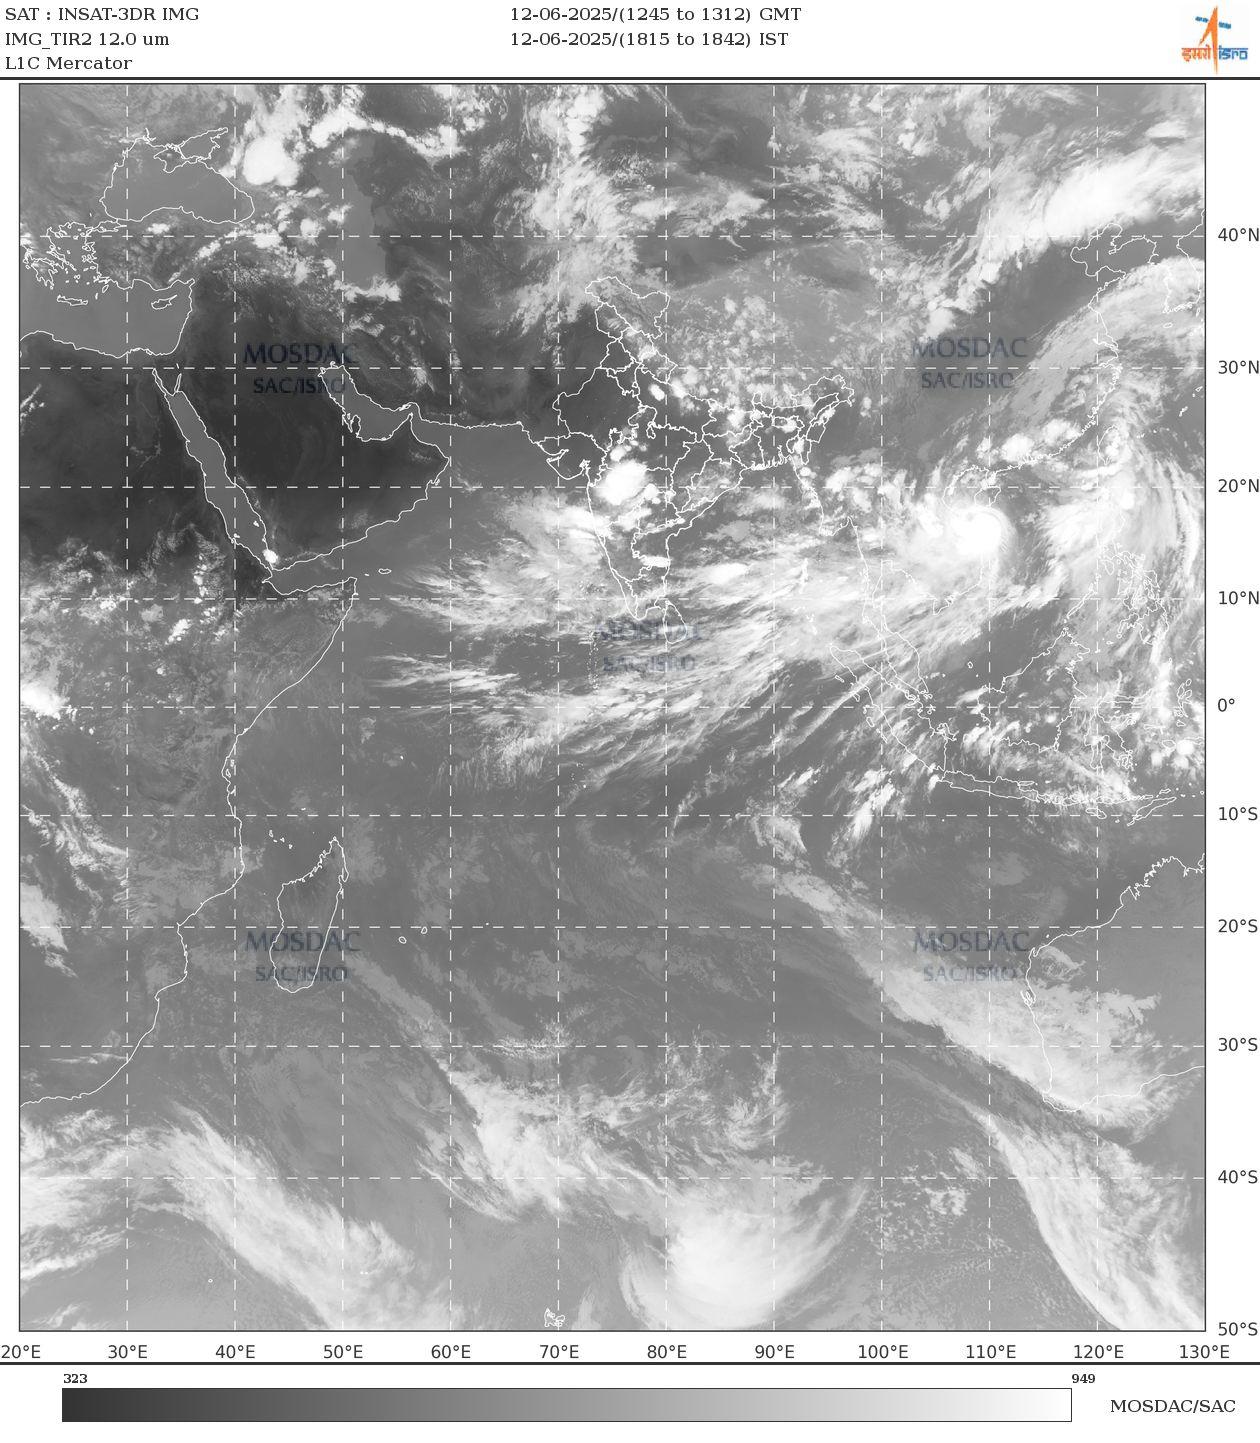 SAT : INSAT-3DR IMG
12-06-2025/(1245 to 1312) GMT
IMG_TIR2 12.0 um
12-06-2025/(1815 to 1842) IST
L1C Mercator
इसरो isro
40°N
MOSDAC
SAC/ISRO
MOSDAC
SAC/ISRO
30°N
20°N
10°N
MOSDAC
SAC/ISRO
0°
10°S
20°S
MOSDAC
SAC/ISRO
MOSDAC
SAC/ISRO
30°S
40°S
50°S
20°E 30°E 40°E 50°E 60°E 70°E 80°E 90°E 100°E 110°E 120°E 130°E
323
949
MOSDAC/SAC